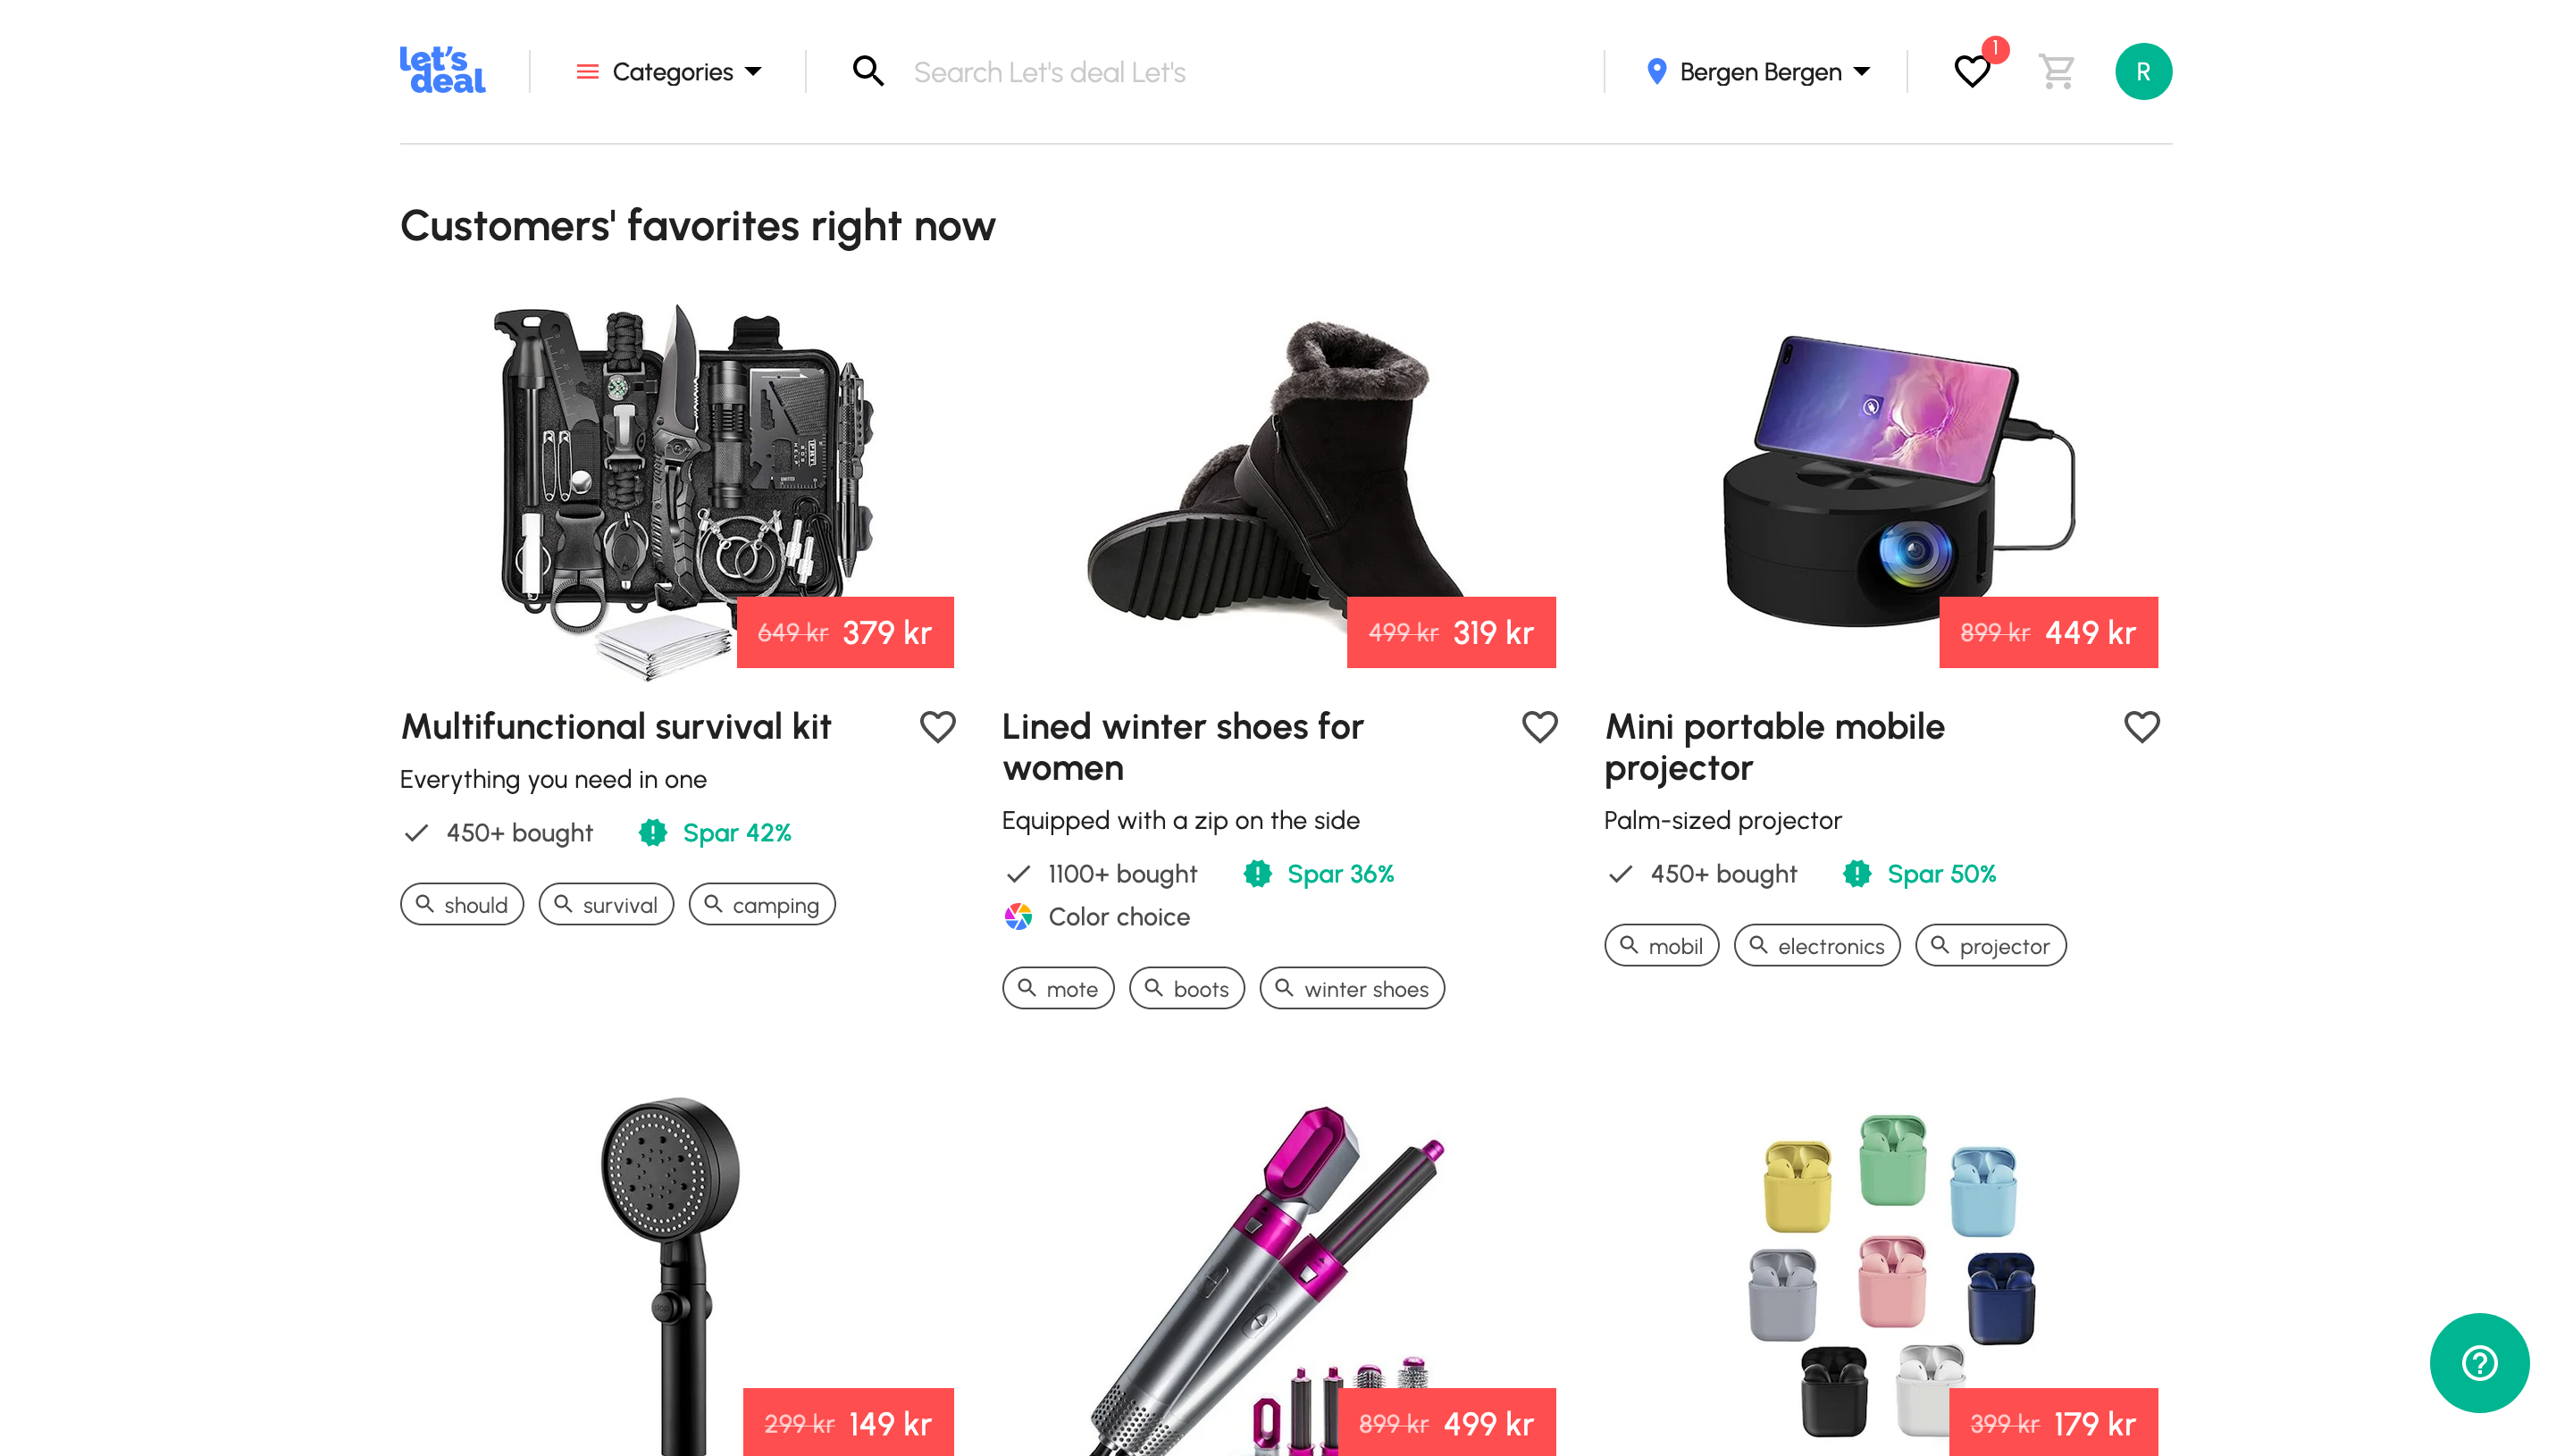 let's
deal
Categories
Search Let's deal Let's
Bergen Bergen
1
R
Customers' favorites right now
649 kr 379 kr
499 kr 319 kr
899 kr 449 kr
Multifunctional survival kit
Everything you need in one
450+ bought
Spar 42%
should
survival
camping
Lined winter shoes for
women
Equipped with a zip on the side
1100+ bought
Spar 36%
Color choice
mote
boots
winter shoes
Mini portable mobile
projector
Palm-sized projector
450+ bought
Spar 50%
mobil
electronics
projector
299 kr 149 kr
899 kr 499 kr
399 kr 179 kr